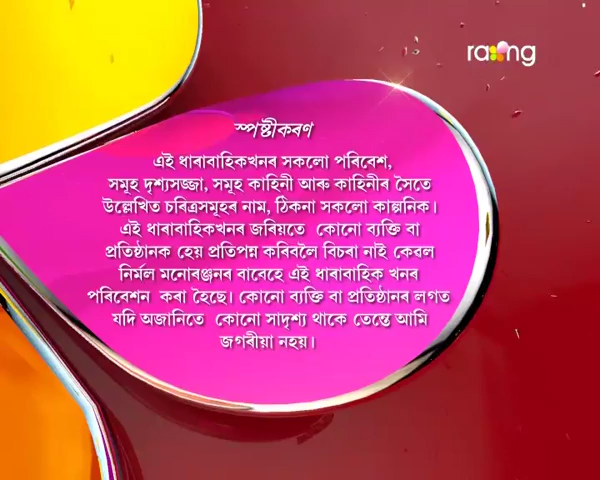 rang
স্পষ্টীকৰণ
এই ধাৰাবাহিকখনৰ সকলো পৰিবেশ,
সমূহ দৃশ্যসজ্জা, সমূহ কাহিনী আৰু কাহিনীৰ সৈতে
উল্লেখিত চৰিত্ৰসমূহৰ নাম, ঠিকনা সকলো কাল্পনিক।
এই ধাৰাবাহিকখনৰ জৰিয়তে কোনো ব্যক্তি বা
প্ৰতিষ্ঠানক হেয় প্ৰতিপন্ন কৰিবলৈ বিচৰা নাই কেৱল
নিৰ্মল মনোৰঞ্জনৰ বাবেহে এই ধাৰাবাহিক খনৰ
পৰিবেশন কৰা হৈছে। কোনো ব্যক্তি বা প্ৰতিষ্ঠানৰ লগত
যদি অজানিতে কোনো সাদৃশ্য থাকে তেন্তে আমি
জগৰীয়া নহয়।